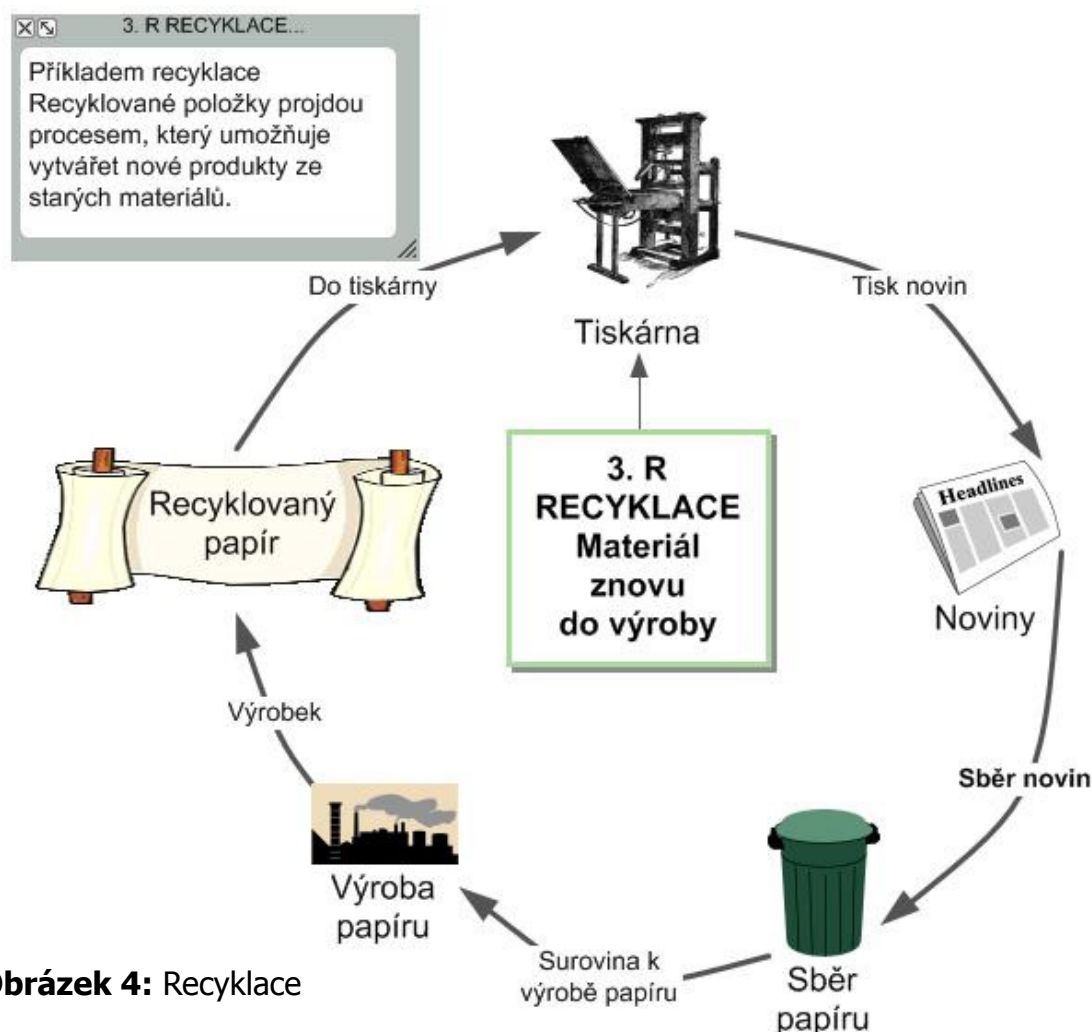 3. R RECYKLACE...
Příkladem recyklace
Recyklované položky projdou
procesem, který umožňuje
vytvářet nové produkty ze
starých materiálů.
Do tiskárny
Tisk novin
Tiskárna
3. R
RECYKLACE
Materiál
znovu
do výroby
Recyklovaný
papír
Headlines
Noviny
Výrobek
Sběr novin
Výroba
papíru
Surovina k
výrobě papíru
Sběr
papíru
brázek 4: Recyklace